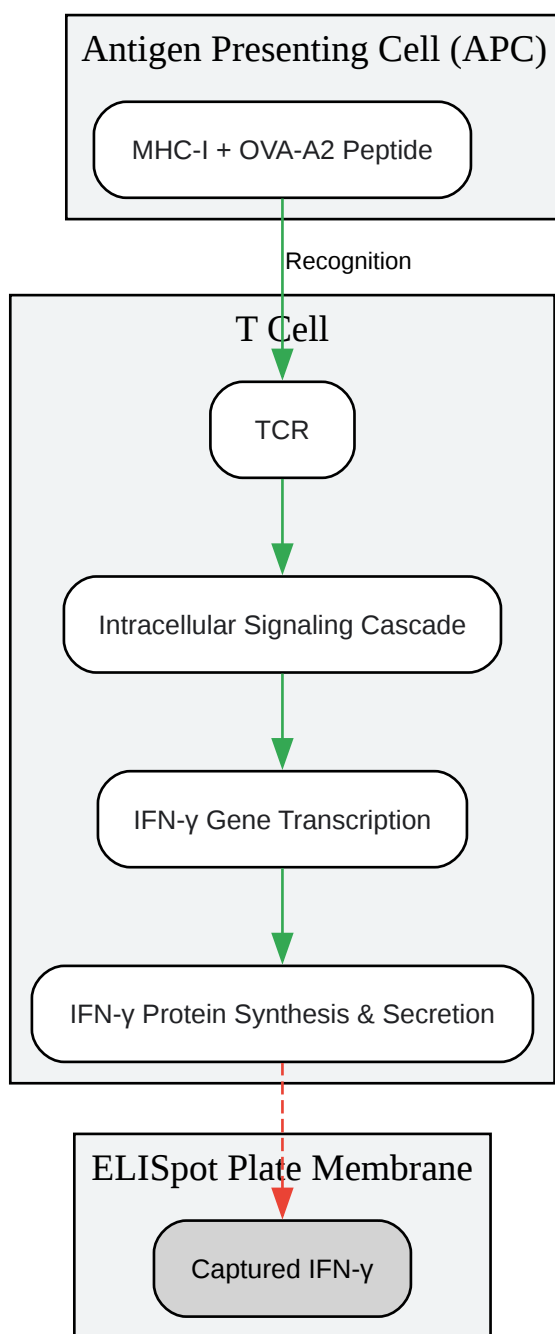 Antigen Presenting Cell (APC)
MHC-I + OVA-A2 Peptide
Recognition
T Cell
TCR
Intracellular Signaling Cascade
IFN-γ Gene Transcription
IFN-γ Protein Synthesis & Secretion
ELISpot Plate Membrane
Captured IFN-γ